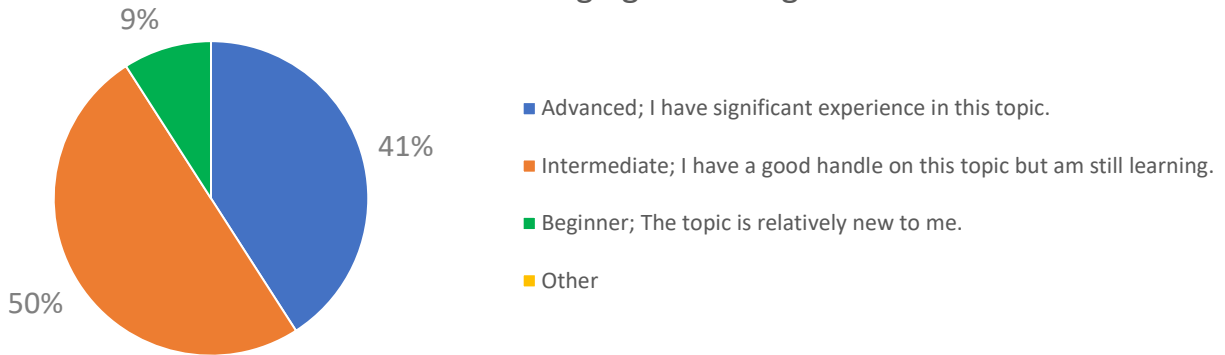 9%
Advanced; I have significant experience in this topic.
41%
Intermediate; I have a good handle on this topic but am still learning.
Beginner; The topic is relatively new to me.
Other
50%